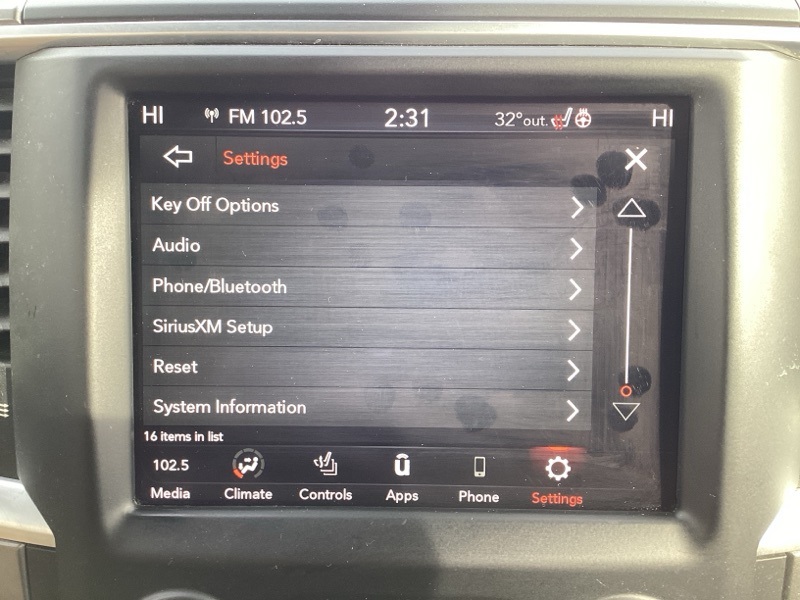 HI FM 102.5 2:31 32°out. HI
Settings
Key Off Options
Audio
Phone/Bluetooth
SiriusXM Setup
Reset
System Information
16 items in list
102.5
Media Climate Controls Apps Phone Settings